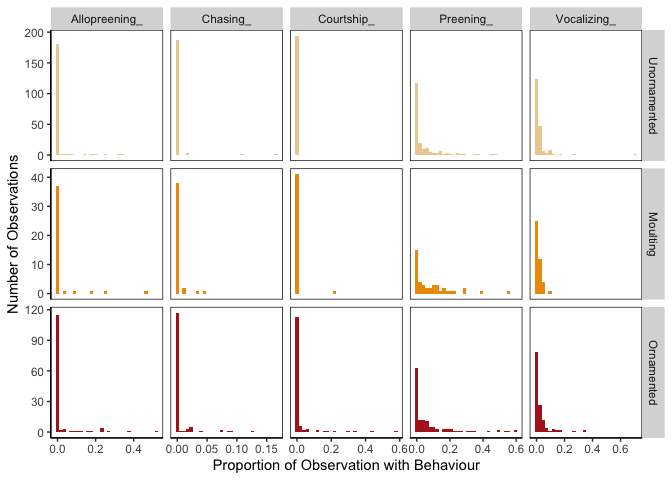 Allopreening_ Chasing_ Courtship_ Preening_ Vocalizing_
200
150
100
50
0
Unornamented
40
30
20
10
0
Moulting
120
90
60
30
0
Ornamented
Number of Observations
0.0 0.2 0.4 0.00 0.05 0.10 0.15 0.0 0.2 0.4 0.6 0.0 0.2 0.4 0.6 0.0 0.2 0.4 0.6
Proportion of Observation with Behaviour